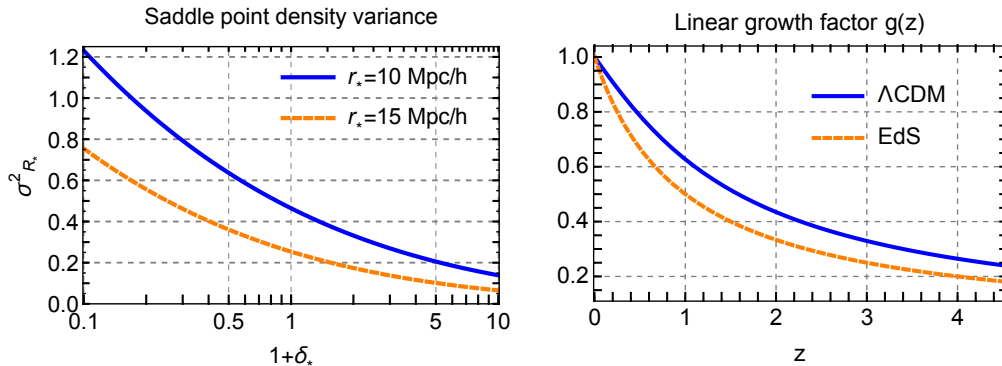 Saddle point density variance
σ²R*
1.2
1.0
0.8
0.6
0.4
0.2
0.0
r*=10 Mpc/h
r*=15 Mpc/h
0.1 0.5 1 5 10
1+δ*
Linear growth factor g(z)
1.0
0.8
0.6
0.4
0.2
ΛCDM
EdS
0 1 2 3 4
z